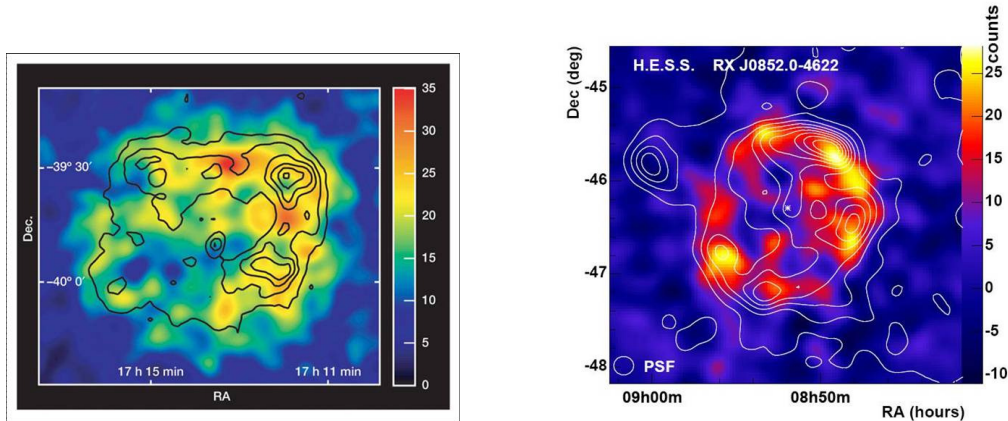 35
30
25
20
15
10
5
0
−39° 30′
−40° 0′
Dec.
17 h 15 min 17 h 11 min
RA
H.E.S.S. RX J0852.0-4622
Dec (deg)
-45
-46
-47
-48
PSF
09h00m 08h50m
RA (hours)
counts
25
20
15
10
5
0
-5
-10